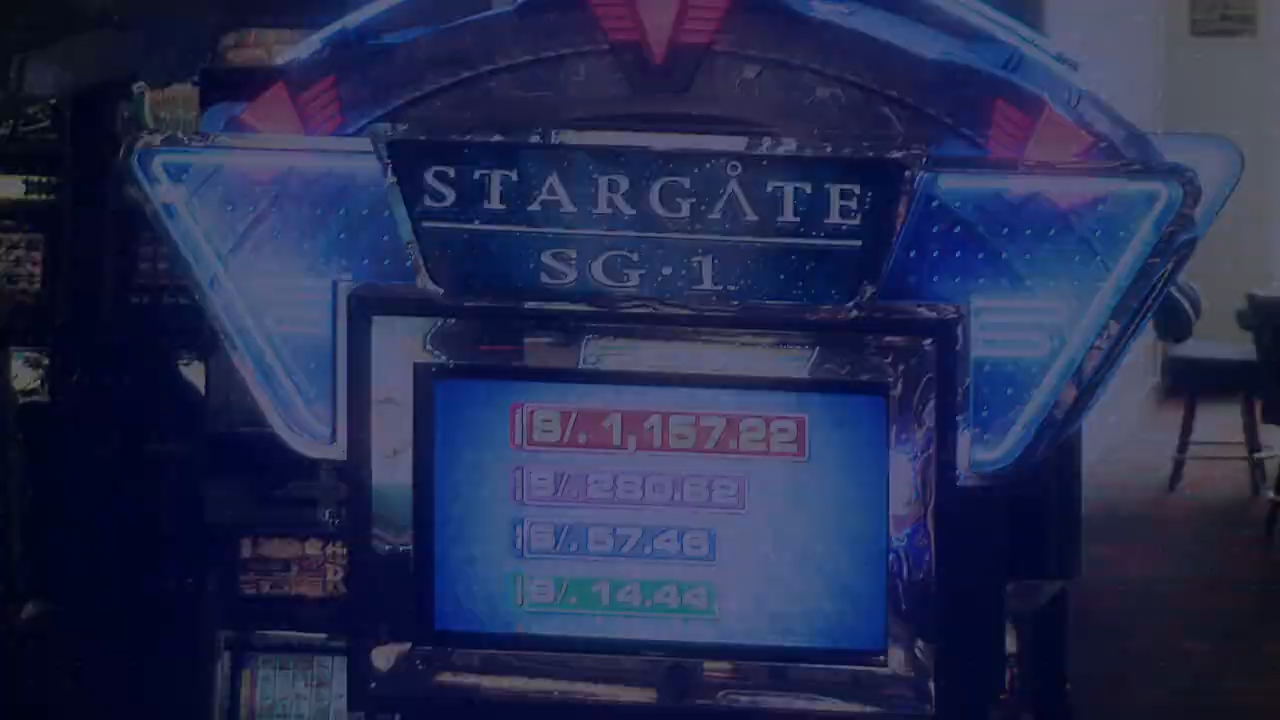 STARGATE
SG·1
S/. 1,157.22
S/. 280.62
S/. 57.46
S/. 14.44